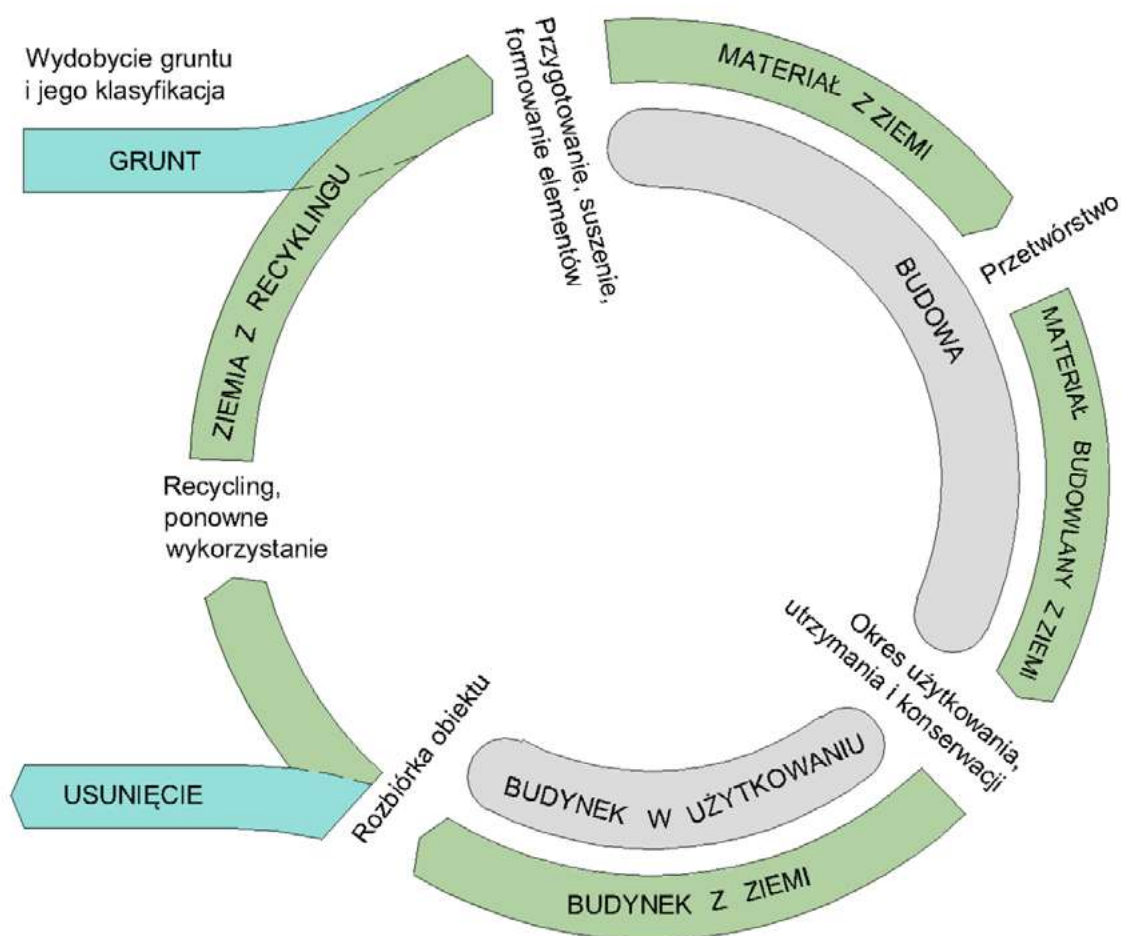 Wydobycie gruntu
i jego klasyfikacja
GRUNT
ZIEMIA Z RECYKLINGU
Przygotowanie, suszenie,
formowanie elementów
MATERIAŁ Z ZIEMI
BUDOWA
Przetwórstwo
MATERIAŁ BUDOWLANY Z ZIEMI
Okres użytkowania,
utrzymania i konserwacji
BUDYNEK W UŻYTKOWANIU
BUDYNEK Z ZIEMI
Rozbiórka obiektu
USUNIĘCIE
Recycling,
ponowne
wykorzystanie